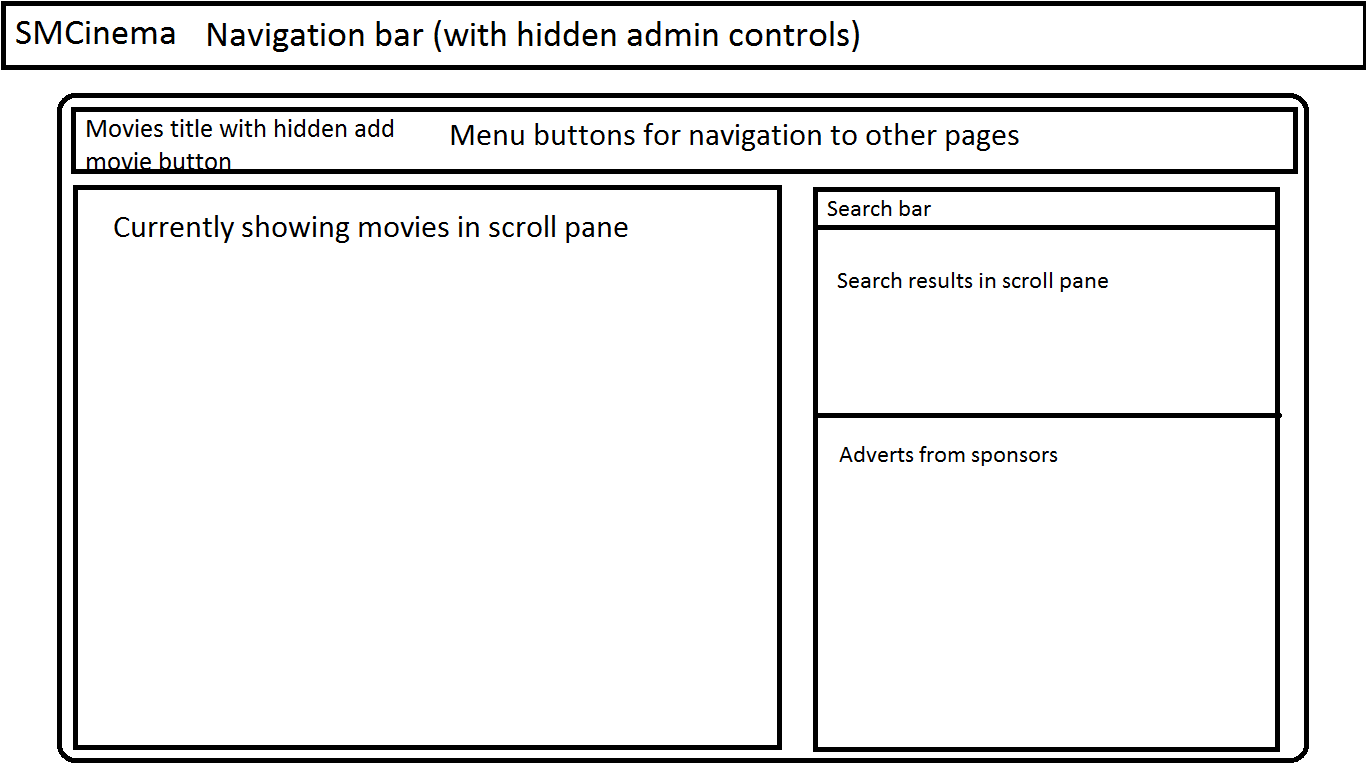 SMCinema Navigation bar (with hidden admin controls)
Movies title with hidden add
movie button
Menu buttons for navigation to other pages
Currently showing movies in scroll pane
Search bar
Search results in scroll pane
Adverts from sponsors